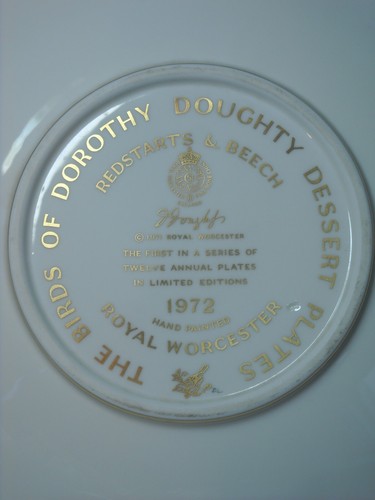 THE BIRDS OF DOROTHY DOUGHTY DESSERT PLATES
REDSTARTS & BEECH
ROYAL WORCESTER
THE FIRST IN A SERIES OF
TWELVE ANNUAL PLATES
IN LIMITED EDITIONS
1972
HAND PAINTED
ROYAL WORCESTER